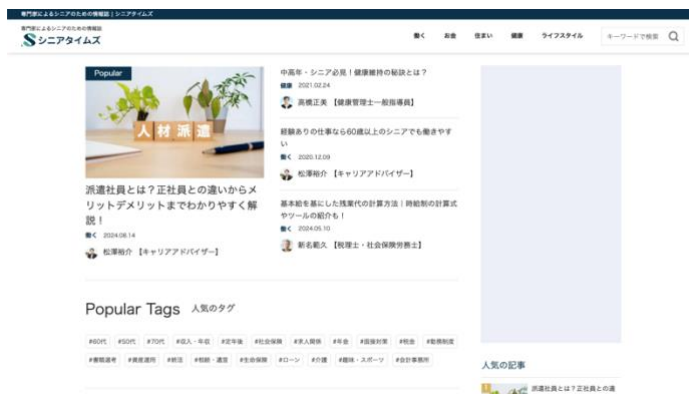 専門家によるシニアのための情報誌 | シニアタイムズ
専門家によるシニアのための情報誌
シニアタイムズ
働く お金 住まい 健康 ライフスタイル キーワードで検索
Popular
人材派遣
派遣社員とは？正社員との違いからメ
リットデメリットまでわかりやすく解
説！
働く 2024.08.14
松澤裕介 【キャリアアドバイザー】
中高年・シニア必見！健康維持の秘訣とは？
健康 2021.02.24
高橋正美 【健康管理士一般指導員】
経験ありの仕事なら60歳以上のシニアでも働きやす
い
働く 2020.12.09
松澤裕介 【キャリアアドバイザー】
基本給を基にした残業代の計算方法｜時給制の計算式
やツールの紹介も！
働く 2024.05.10
新名範久 【税理士・社会保険労務士】
Popular Tags 人気のタグ
#60代 #50代 #70代 #収入・年収 #定年後 #社会保険 #求人関係 #年金 #面接対策 #税金 #勤務制度
#書類選考 #資産運用 #終活 #相続・遺言 #生命保険 #ローン #介護 #趣味・スポーツ #会計事務所
人気の記事
派遣社員とは？正社員との違